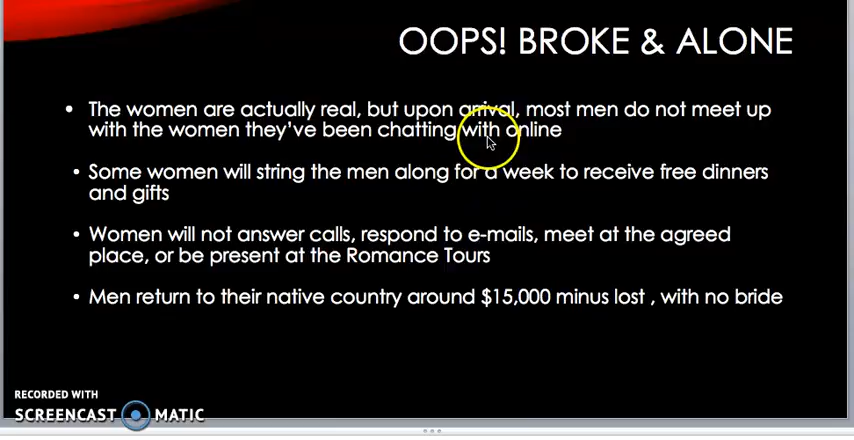 OOPS! BROKE & ALONE
• The women are actually real, but upon arrival, most men do not meet up
with the women they've been chatting with online
• Some women will string the men along for a week to receive free dinners
and gifts
• Women will not answer calls, respond to e-mails, meet at the agreed
place, or be present at the Romance Tours
• Men return to their native country around $15,000 minus lost , with no bride
RECORDED WITH
SCREENCAST MATIC